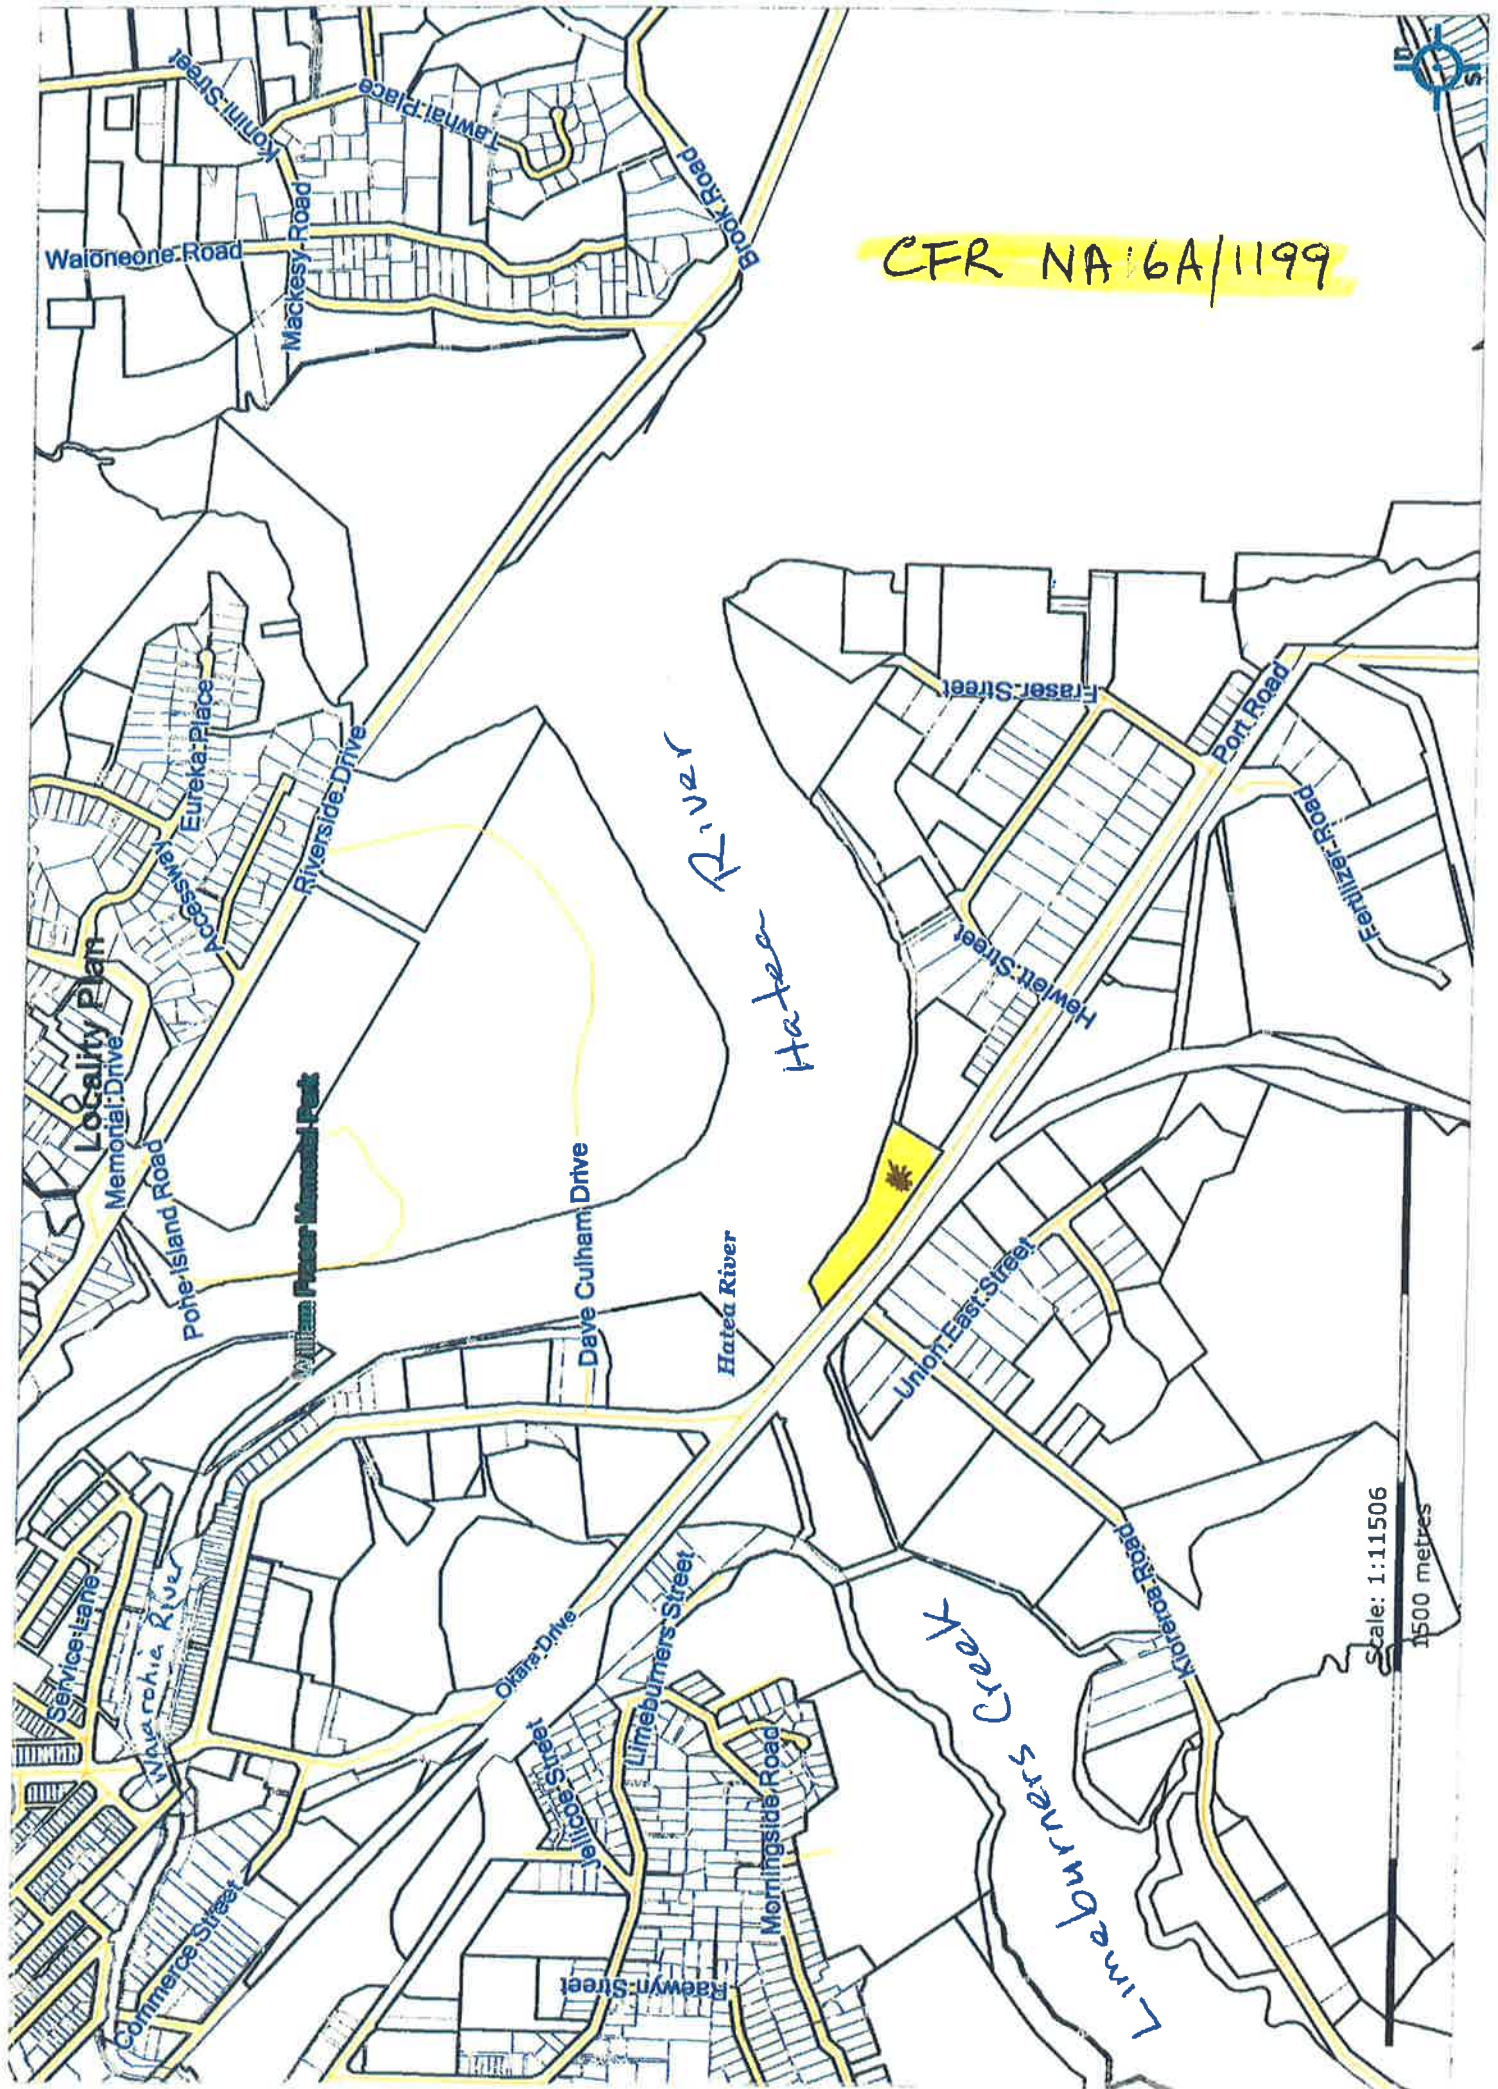 Locality Plan
CFR NA 16A/1199
Konini Street
Tawhai Place
Waioneone Road
Mackesy Road
Brook Road
Eureka Place
Accessway
Riverside Drive
Memorial Drive
Pohe Island Road
William Fraser Memorial Park
Dave Culham Drive
Hatea River
Hatea River
Fraser Street
Port Road
Fertilizer Road
Hewlett Street
Union East Street
Kioreroa Road
Service Lane
Waiarohia River
Okara Drive
Commerce Street
Jellicoe Street
Limeburners Street
Morningside Road
Raewyn Street
Limeburners Creek
Scale: 1:11506
1500 metres